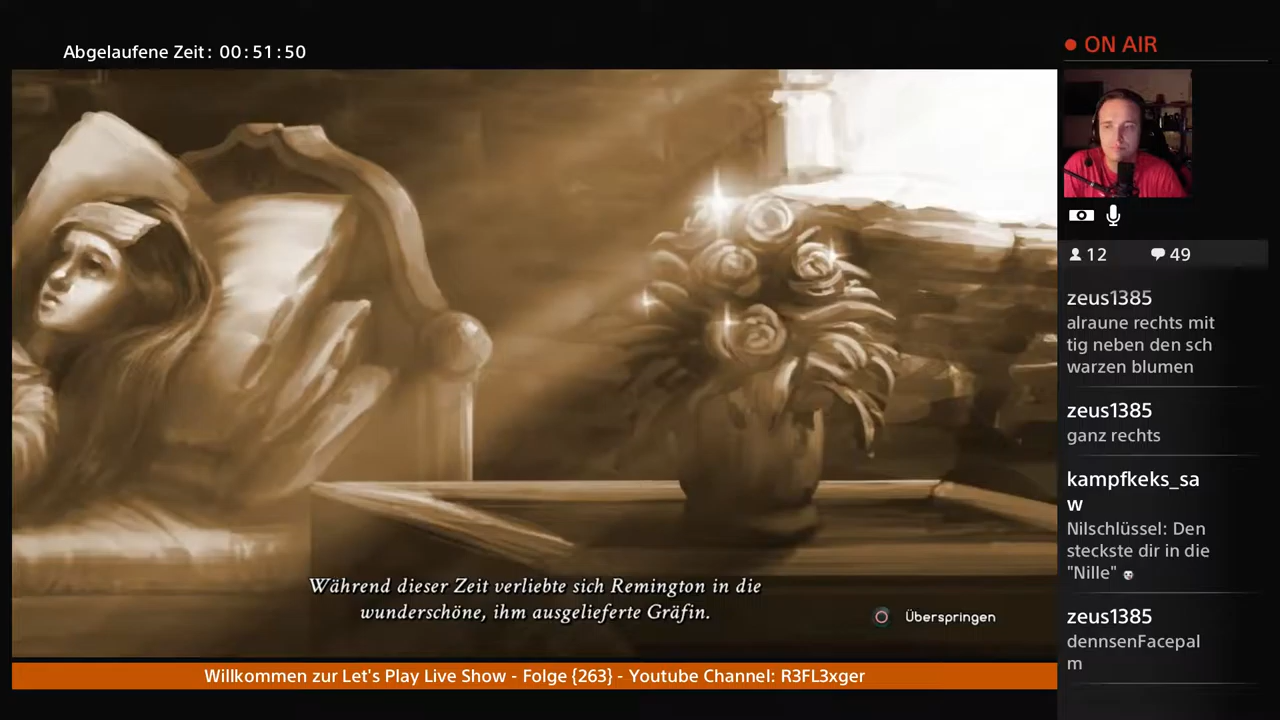 Abgelaufene Zeit: 00:51:50
ON AIR
12 49
zeus1385
alraune rechts mit
tig neben den sch
warzen blumen
zeus1385
ganz rechts
kampfkeks_sa
w
Nilschlüssel: Den
steckste dir in die
"Nille"
zeus1385
dennsenFacepal
m
Während dieser Zeit verliebte sich Remington in die
wunderschöne, ihm ausgelieferte Gräfin.
Überspringen
Willkommen zur Let's Play Live Show - Folge {263} - Youtube Channel: R3FL3xger